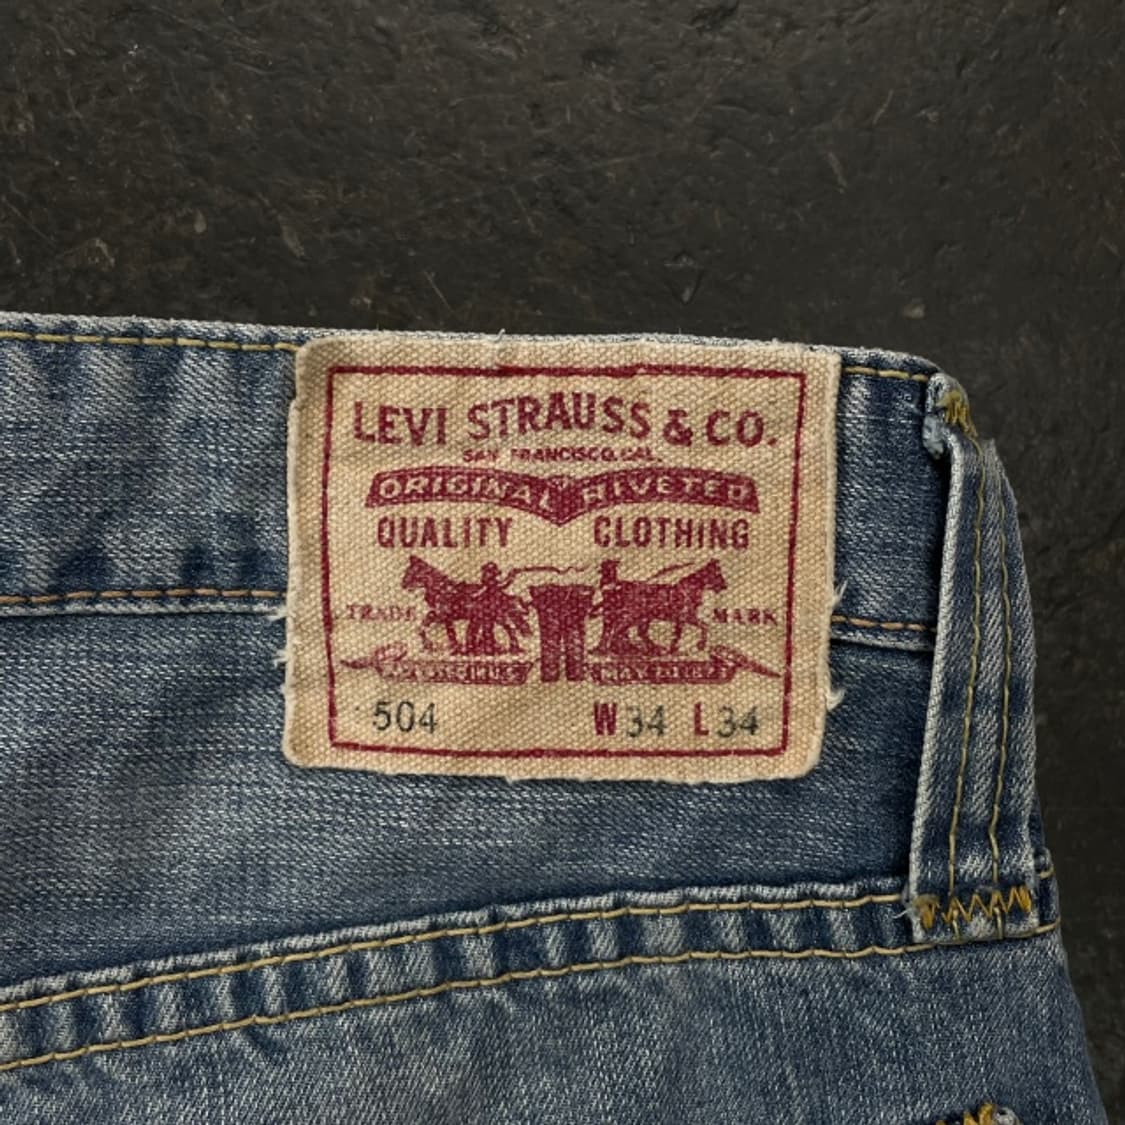 LEVI STRAUSS & CO.
SAN FRANCISCO, CAL.
ORIGINAL RIVETED
QUALITY CLOTHING
TRADE MARK
504 W34 L34